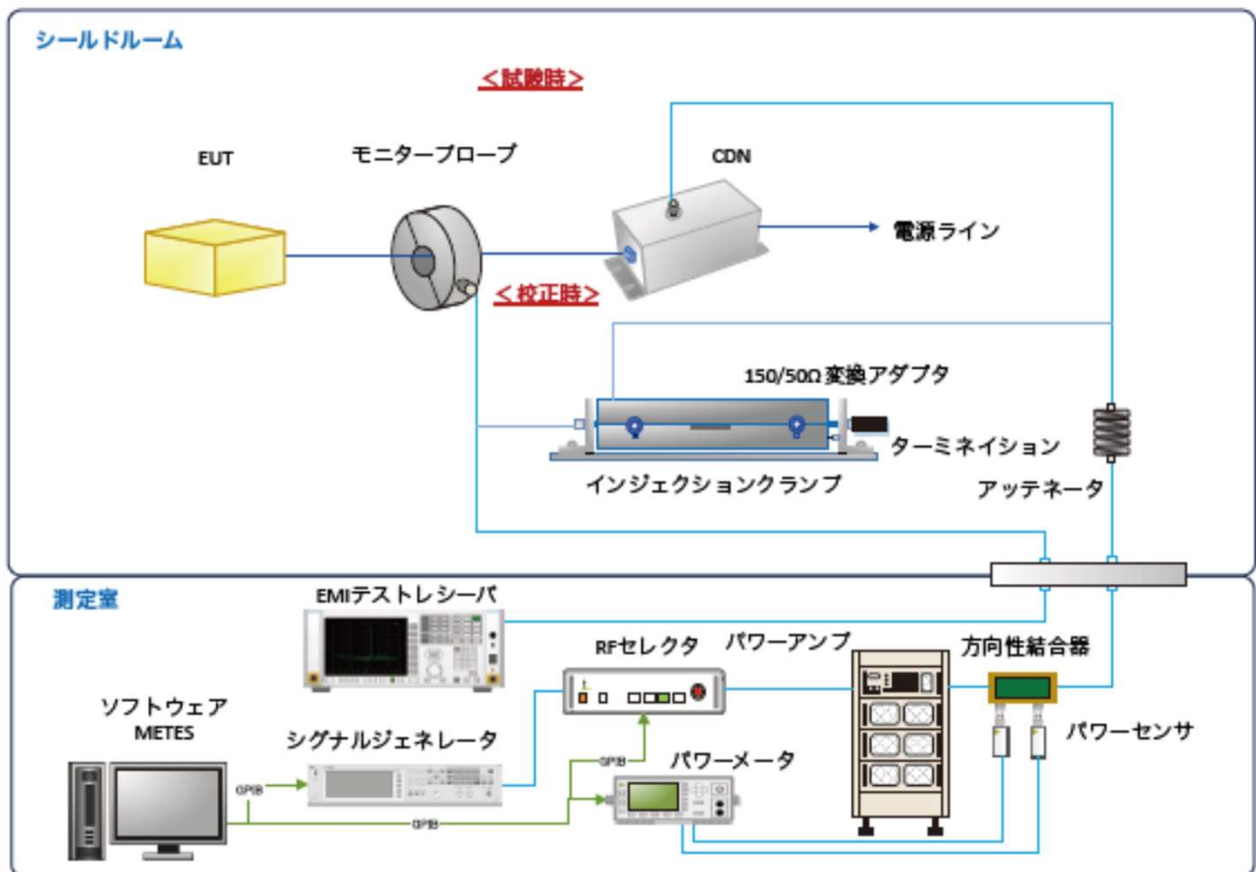 シールドルーム
<試験時>
EUT
モニタープローブ
CDN
電源ライン
<校正時>
150/50Ω変換アダプタ
ターミネイション
インジェクションクランプ
アッテネータ
測定室
EMIテストレシーバ
RFセレクタ
パワーアンプ
方向性結合器
ソフトウェア
METES
シグナルジェネレータ
パワーメータ
パワーセンサ
GPIB
GPIB
GPIB